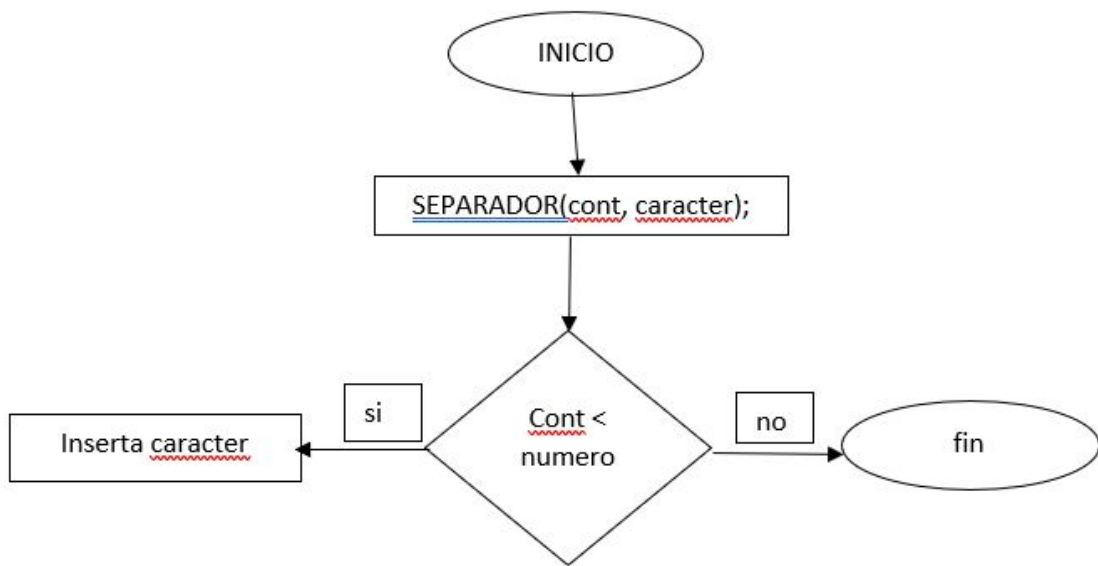 INICIO
SEPARADOR(cont, caracter);
si
Cont <
numero
no
Inserta caracter
fin